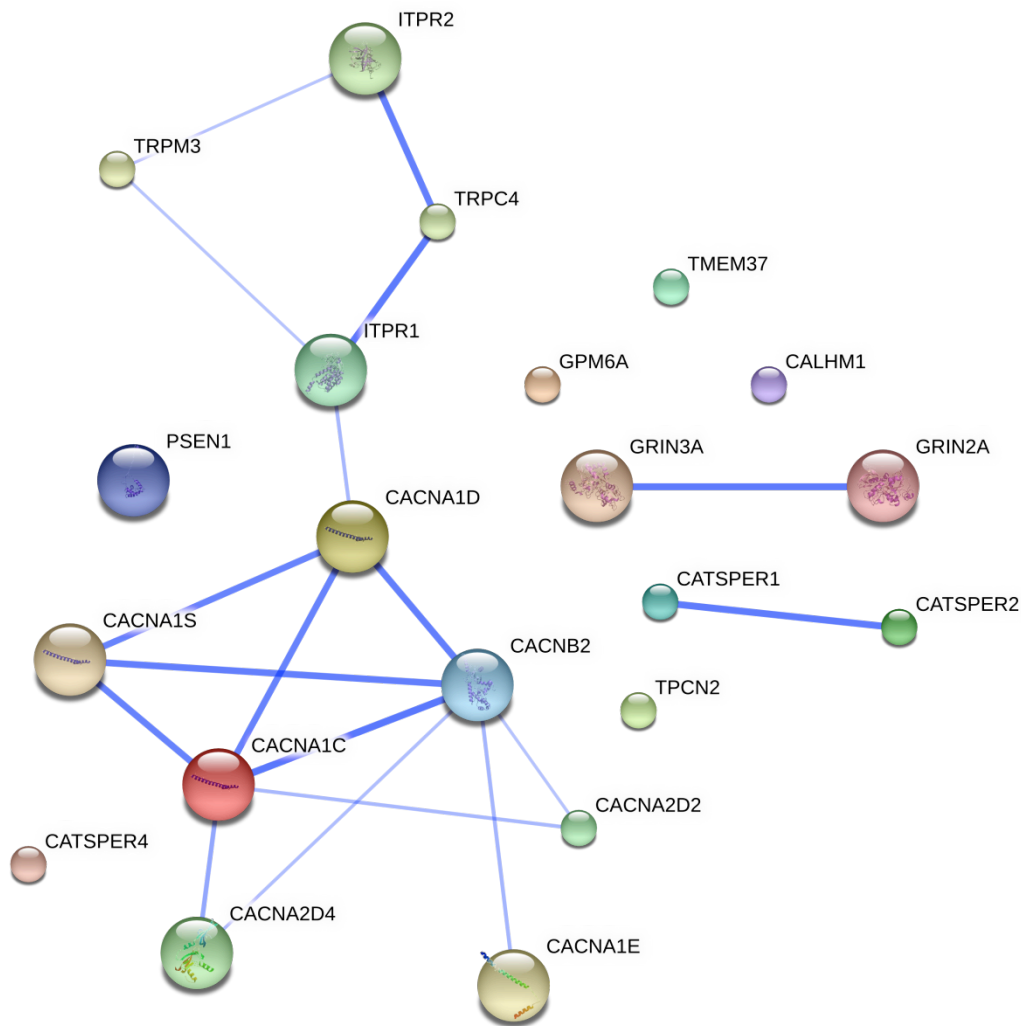 ITPR2
TRPM3
TRPC4
TMEM37
ITPR1
GPM6A
CALHM1
PSEN1
GRIN3A
GRIN2A
CACNA1D
CATSPER1
CATSPER2
CACNA1S
CACNB2
TPCN2
CACNA1C
CACNA2D2
CATSPER4
CACNA2D4
CACNA1E